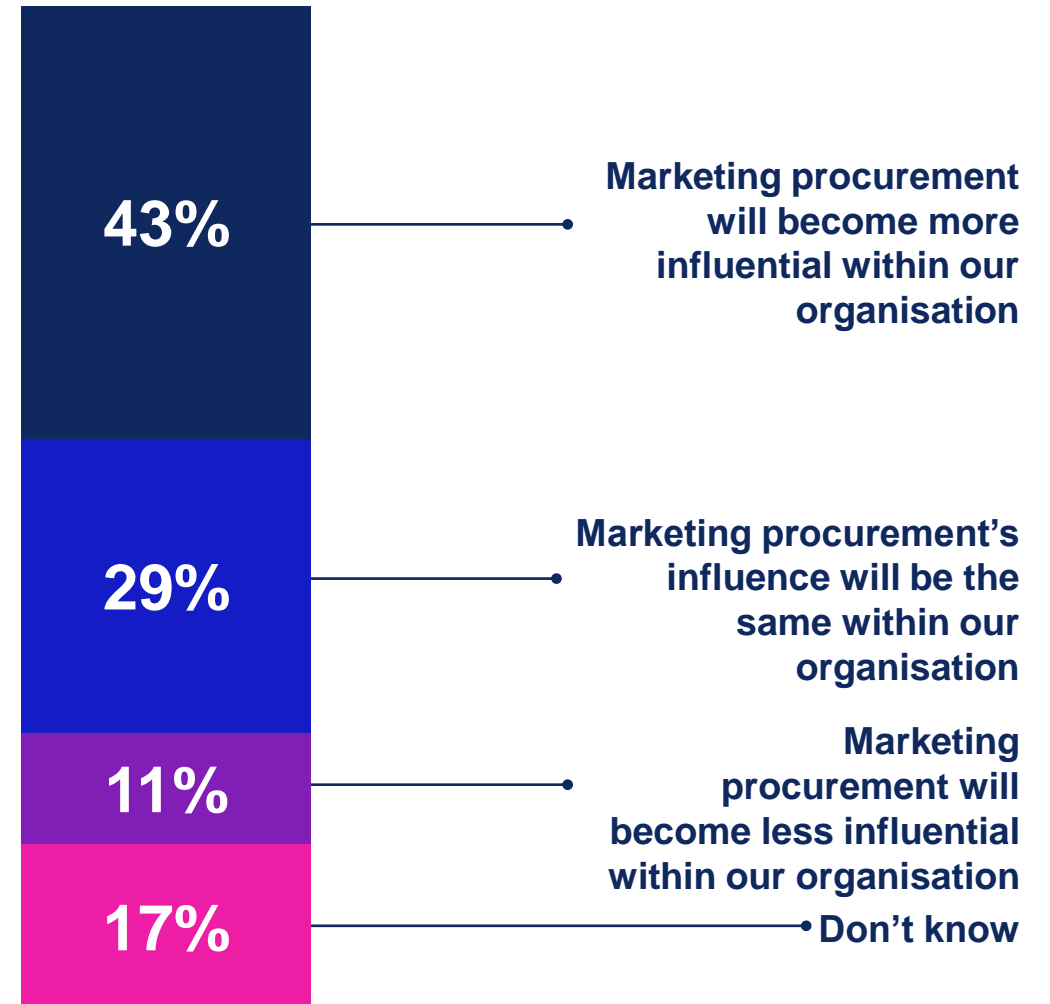 43%
Marketing procurement
will become more
influential within our
organisation
29%
Marketing procurement’s
influence will be the
same within our
organisation
11%
Marketing
procurement will
become less influential
within our organisation
17%
Don’t know